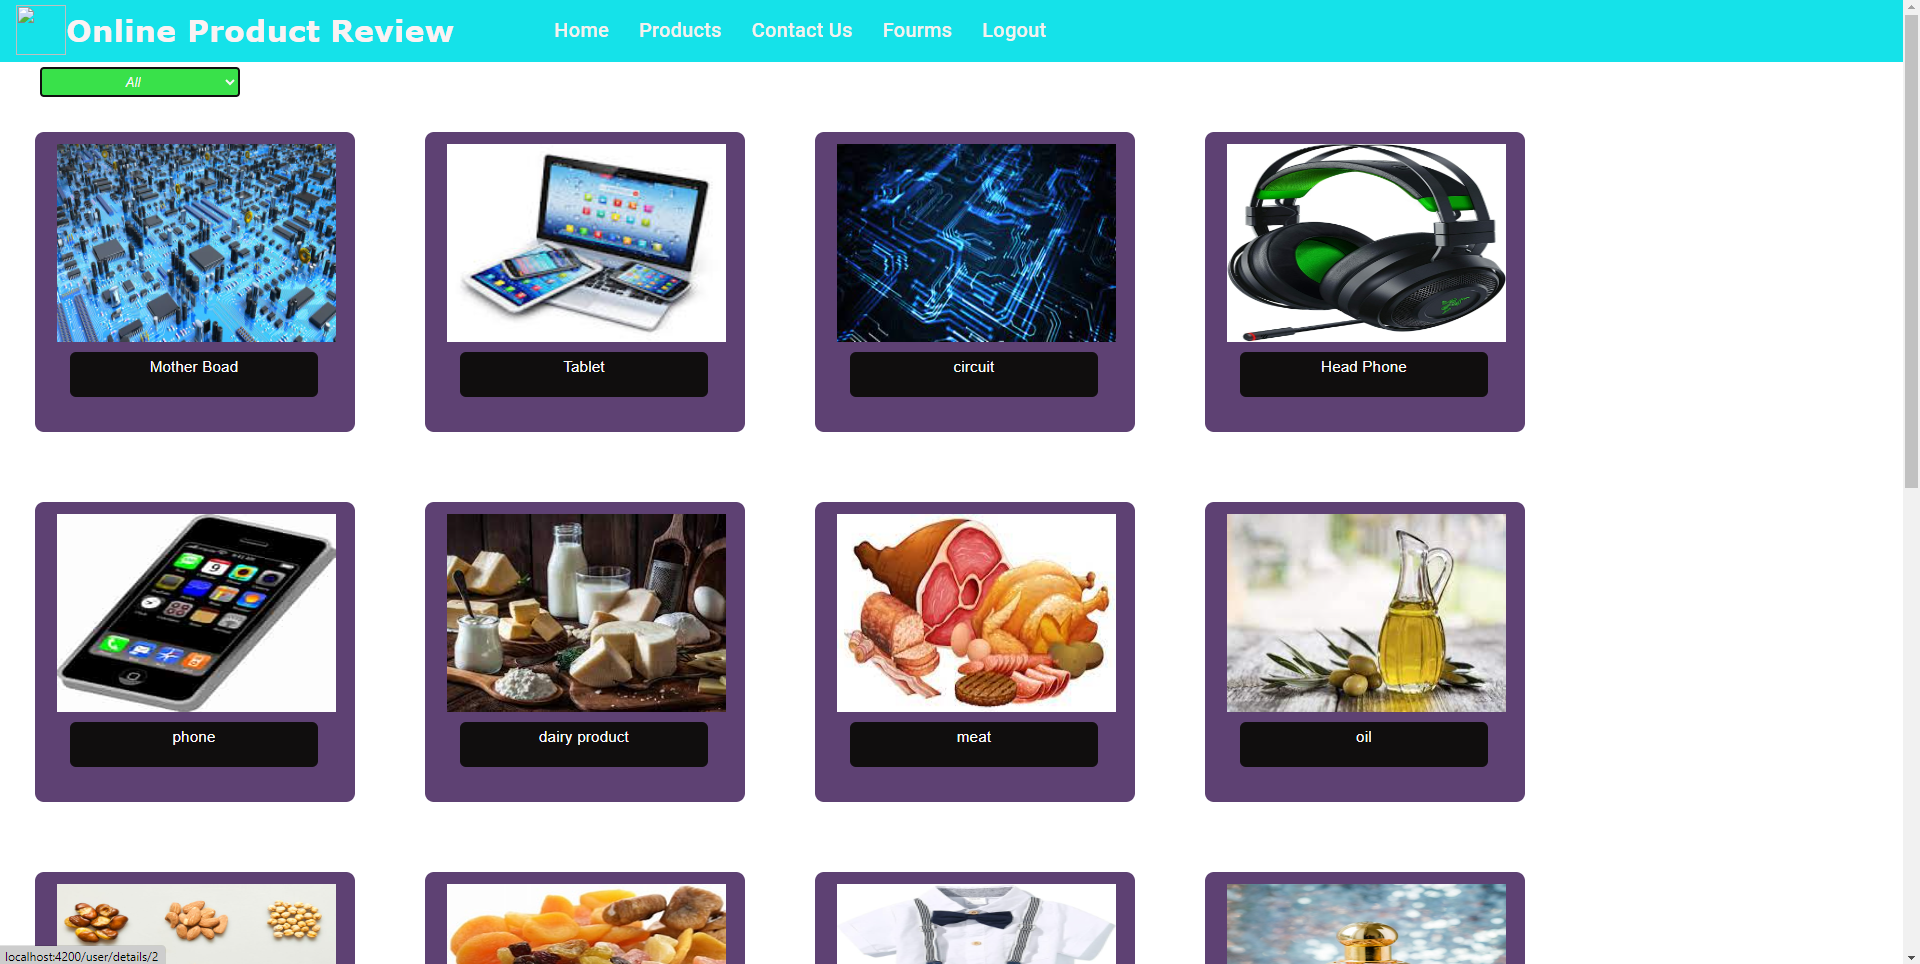 Online Product Review
Home
Products
Contact Us
Fourms
Logout
All
Mother Boad
Tablet
circuit
Head Phone
phone
dairy product
meat
oil
localhost:4200/user/details/2